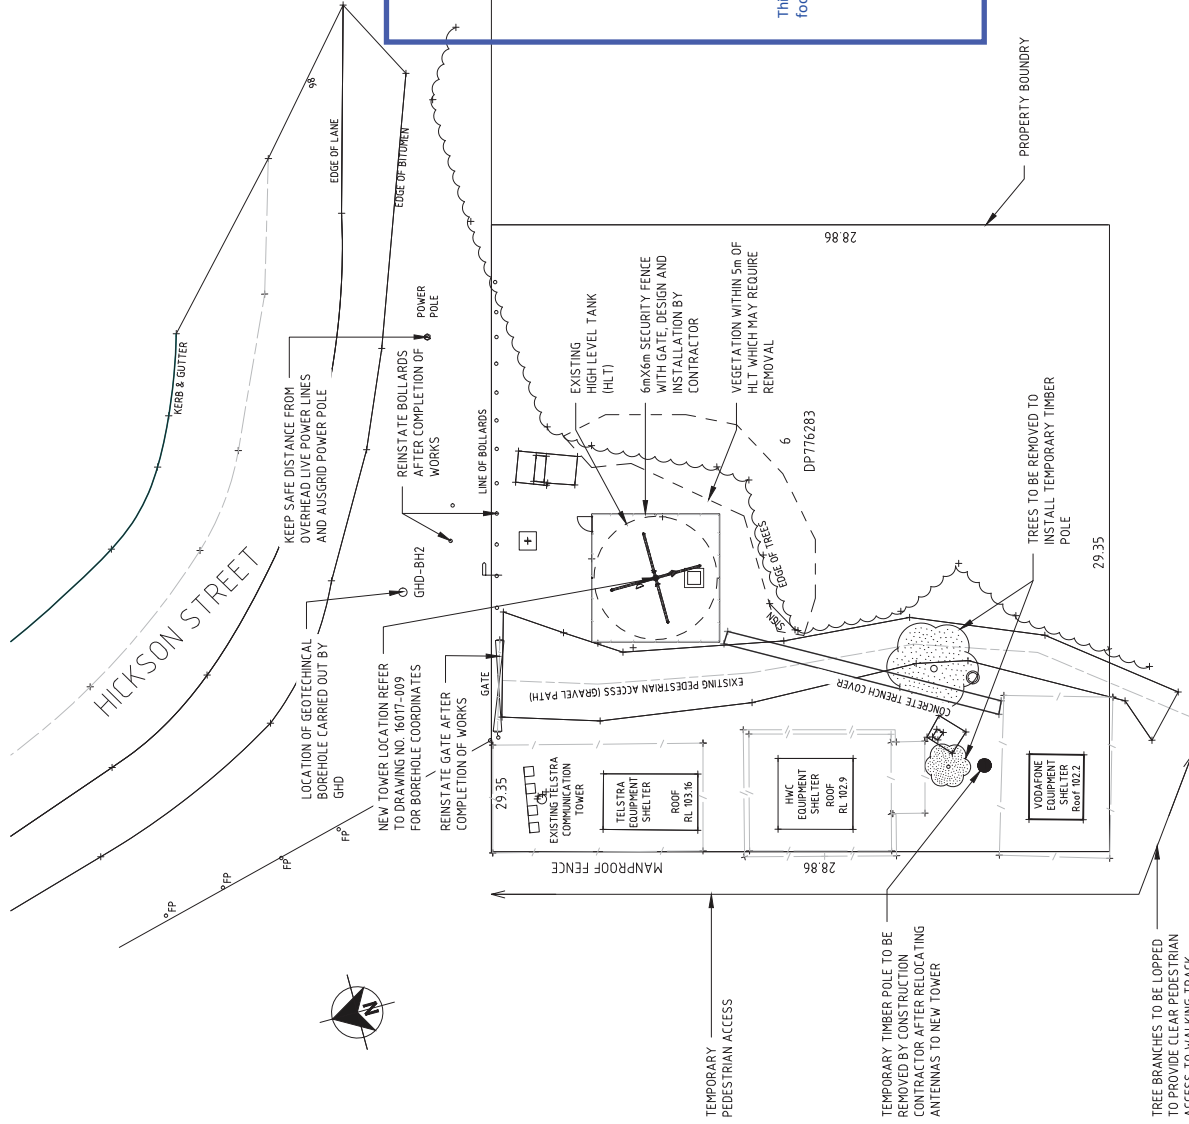 HICKSON STREET
KERB & GUTTER
EDGE OF LANE
EDGE OF BITUMEN
98
Thi
foo
KEEP SAFE DISTANCE FROM
OVERHEAD LIVE POWER LINES
AND AUSGRID POWER POLE
POWER
POLE
REINSTATE BOLLARDS
AFTER COMPLETION OF
WORKS
LINE OF BOLLARDS
LOCATION OF GEOTECHINCAL
BOREHOLE CARRIED OUT BY
GHD
GHD-BH2
NEW TOWER LOCATION REFER
TO DRAWING NO. 16017-009
FOR BOREHOLE COORDINATES
REINSTATE GATE AFTER
COMPLETION OF WORKS
GATE
FP
FP
FP
FP
N
EXISTING
HIGH LEVEL TANK
(HLT)
6mX6m SECURITY FENCE
WITH GATE, DESIGN AND
INSTALLATION BY
CONTRACTOR
VEGETATION WITHIN 5m OF
HLT WHICH MAY REQUIRE
REMOVAL
6
DP776283
28.86
PROPERTY BOUNDRY
TREES TO BE REMOVED TO
INSTALL TEMPORARY TIMBER
POLE
29.35
EDGE OF TREES
SIGN
EXISTING PEDESTRIAN ACCESS (GRAVEL PATH)
CONCRETE TRENCH COVER
29.35
EXISTING TELSTRA
COMMUNICATION
TOWER
TELSTRA
EQUIPMENT
SHELTER
ROOF
RL 103.16
HWC
EQUIPMENT
SHELTER
ROOF
RL 102.9
VODAFONE
EQUIPMENT
SHELTER
Roof 102.2
MANPROOF FENCE
28.86
TEMPORARY
PEDESTRIAN ACCESS
TEMPORARY TIMBER POLE TO BE
REMOVED BY CONSTRUCTION
CONTRACTOR AFTER RELOCATING
ANTENNAS TO NEW TOWER
TREE BRANCHES TO BE LOPPED
TO PROVIDE CLEAR PEDESTRIAN
ACCESS TO WALKING TRACK